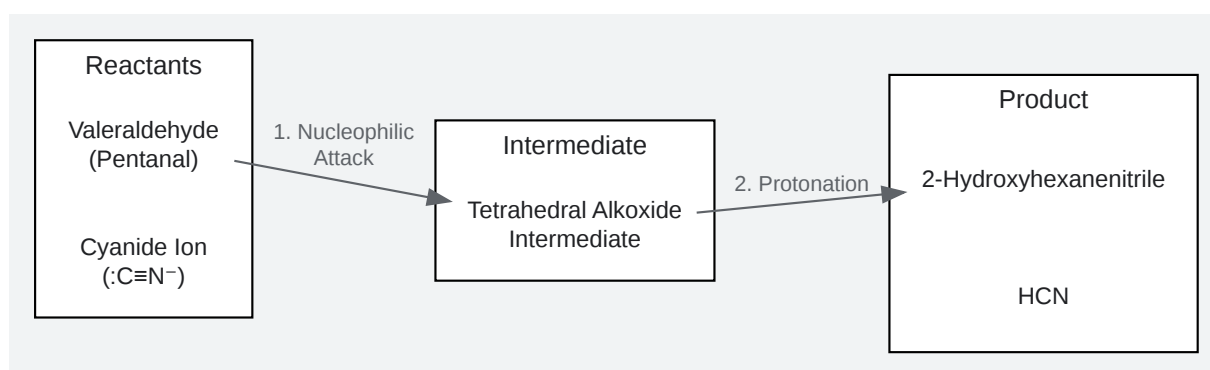 Reactants
Valeraldehyde
(Pentanal)
Cyanide Ion
(:C≡N⁻)
1. Nucleophilic
Attack
Intermediate
Tetrahedral Alkoxide
Intermediate
2. Protonation
Product
2-Hydroxyhexanenitrile
HCN